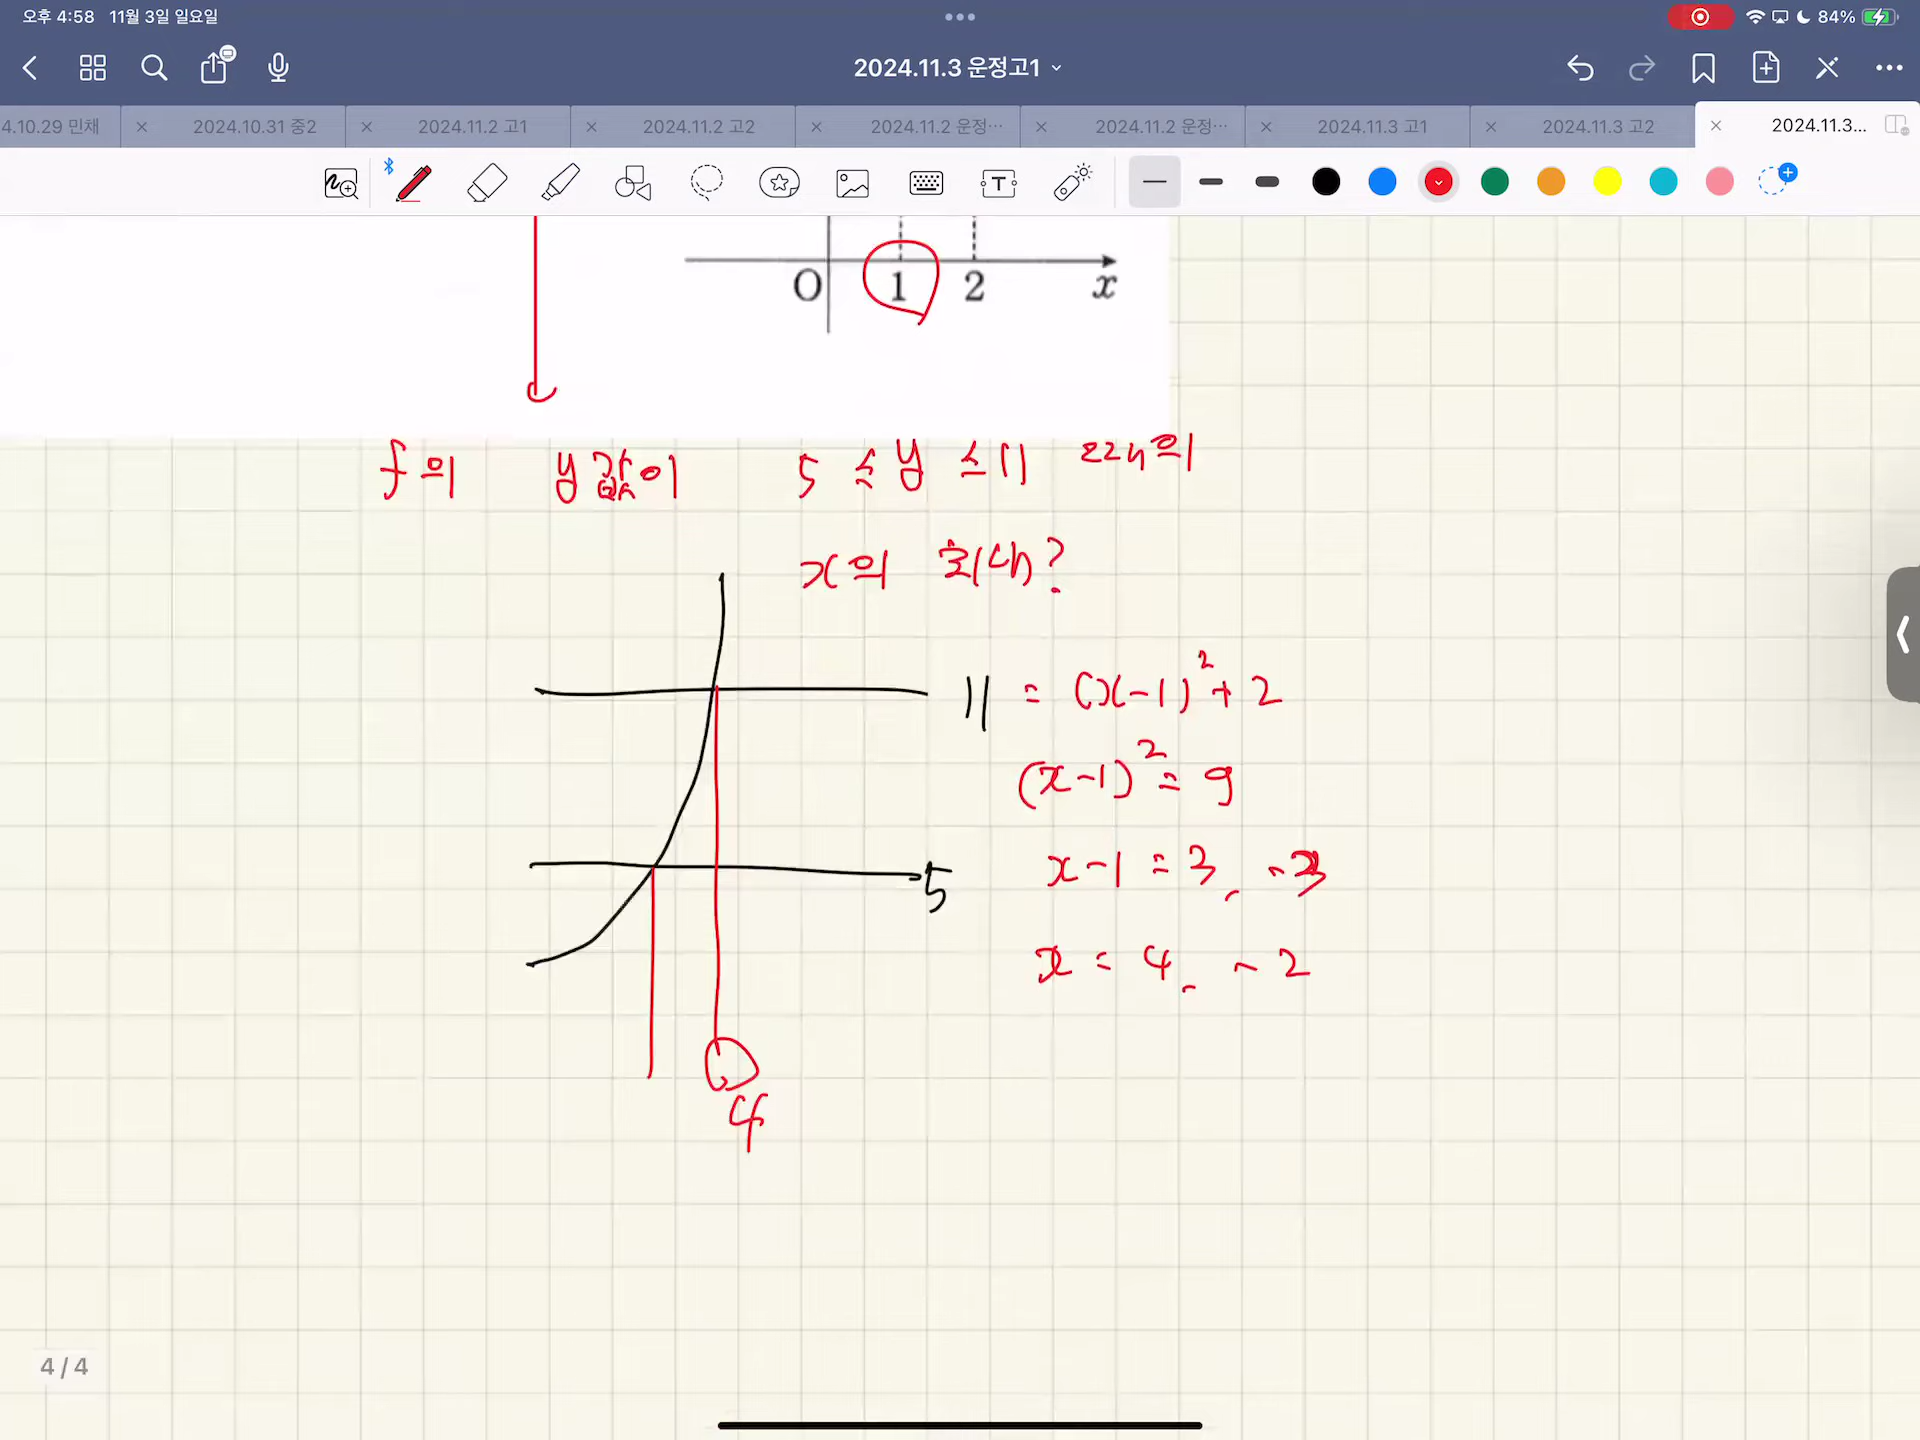 오후 4:58 11월 3일 일요일
84%
2024.11.3 운정고1
4.10.29 민채
2024.10.31 중2
2024.11.2 고1
2024.11.2 고2
2024.11.2 운정…
2024.11.2 운정…
2024.11.3 고1
2024.11.3 고2
2024.11.3...
O 1 2 x
f의 y값이 5 ≤ y ≤ 11
x의 최대?
11 = (x-1)² + 2
(x-1)² = 9
5
x-1 = 3, -3
x = 4, -2
4
4 / 4